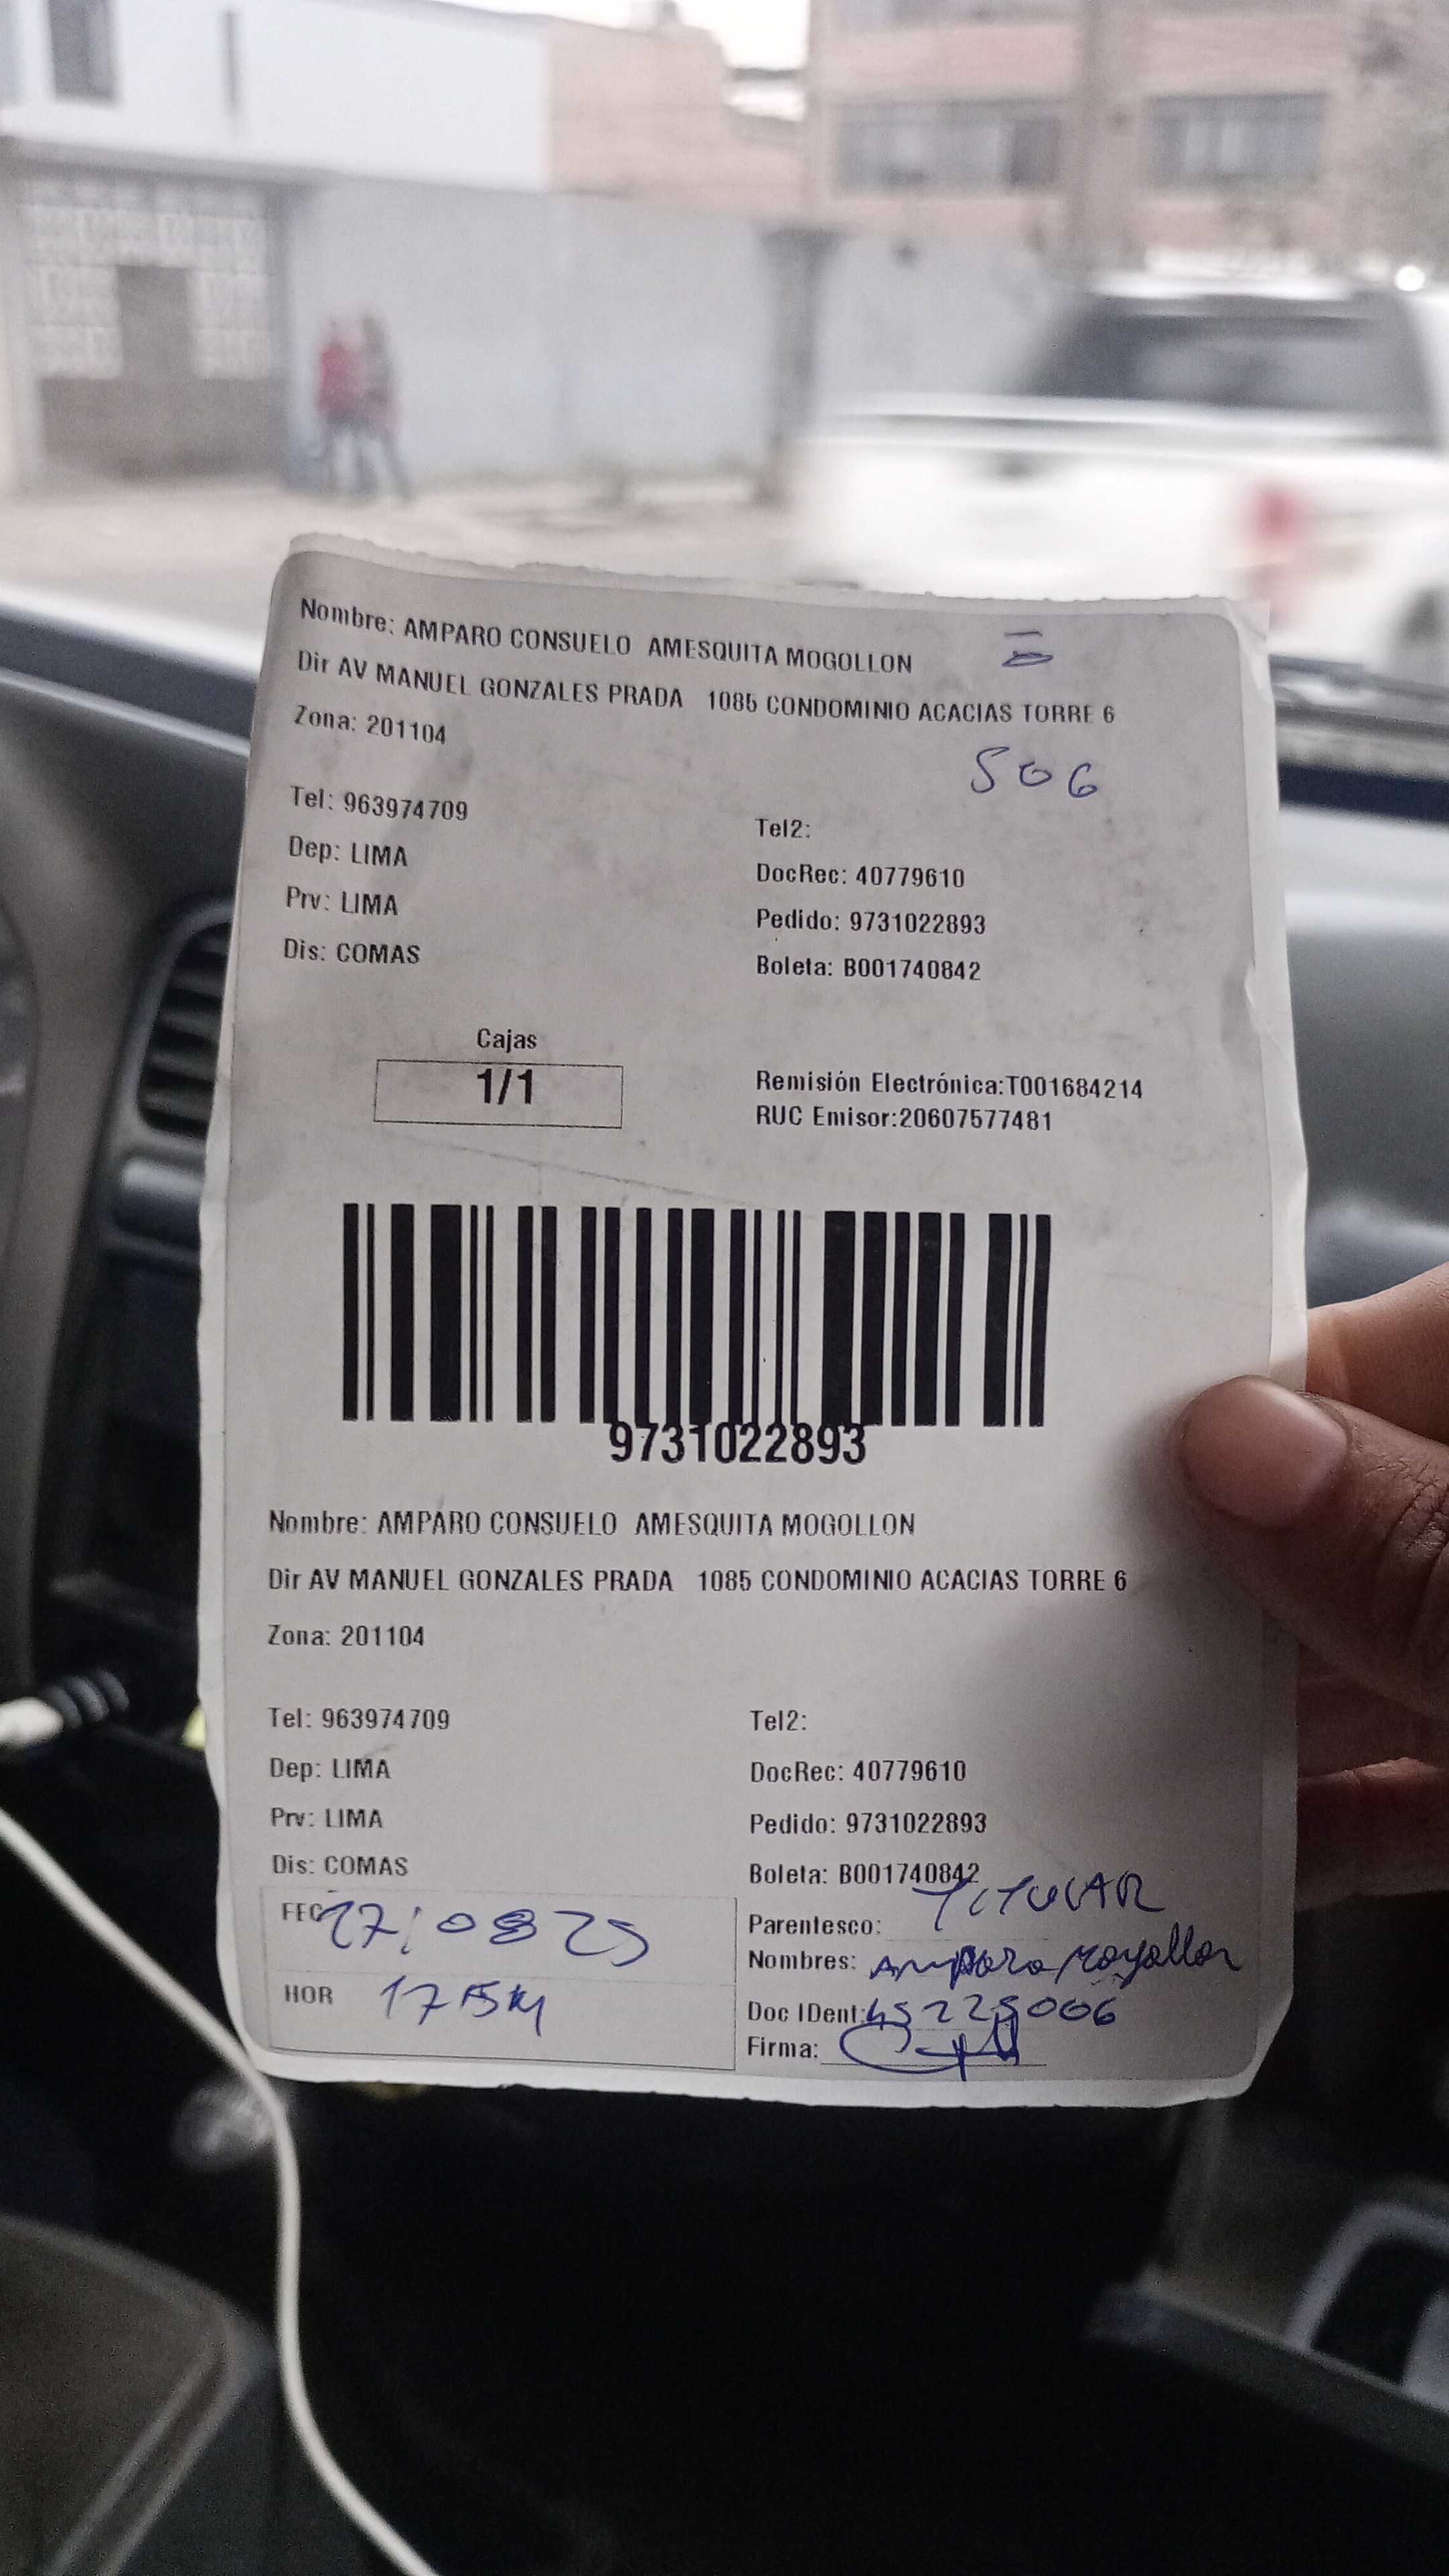 Nombre: AMPARO CONSUELO AMESQUITA MOGOLLON
Dir AV MANUEL GONZALES PRADA 1085 CONDOMINIO ACACIAS TORRE 6
Zona: 201104
506
Tel: 963974709
Tel2:
Dep: LIMA
DocRec: 40779610
Prv: LIMA
Pedido: 9731022893
Dis: COMAS
Boleta: B001740842
Cajas
1/1
Remisión Electrónica:T001684214
RUC Emisor:20607577481
9731022893
Nombre: AMPARO CONSUELO AMESQUITA MOGOLLON
Dir AV MANUEL GONZALES PRADA 1085 CONDOMINIO ACACIAS TORRE 6
Zona: 201104
Tel: 963974709
Tel2:
Dep: LIMA
DocRec: 40779610
Prv: LIMA
Pedido: 9731022893
Dis: COMAS
Boleta: B001740842
FEC 27/0825
Parentesco: TITULAR
Nombres: Amparo Mogollon
HOR
Doc IDent: 45225006
Firma: